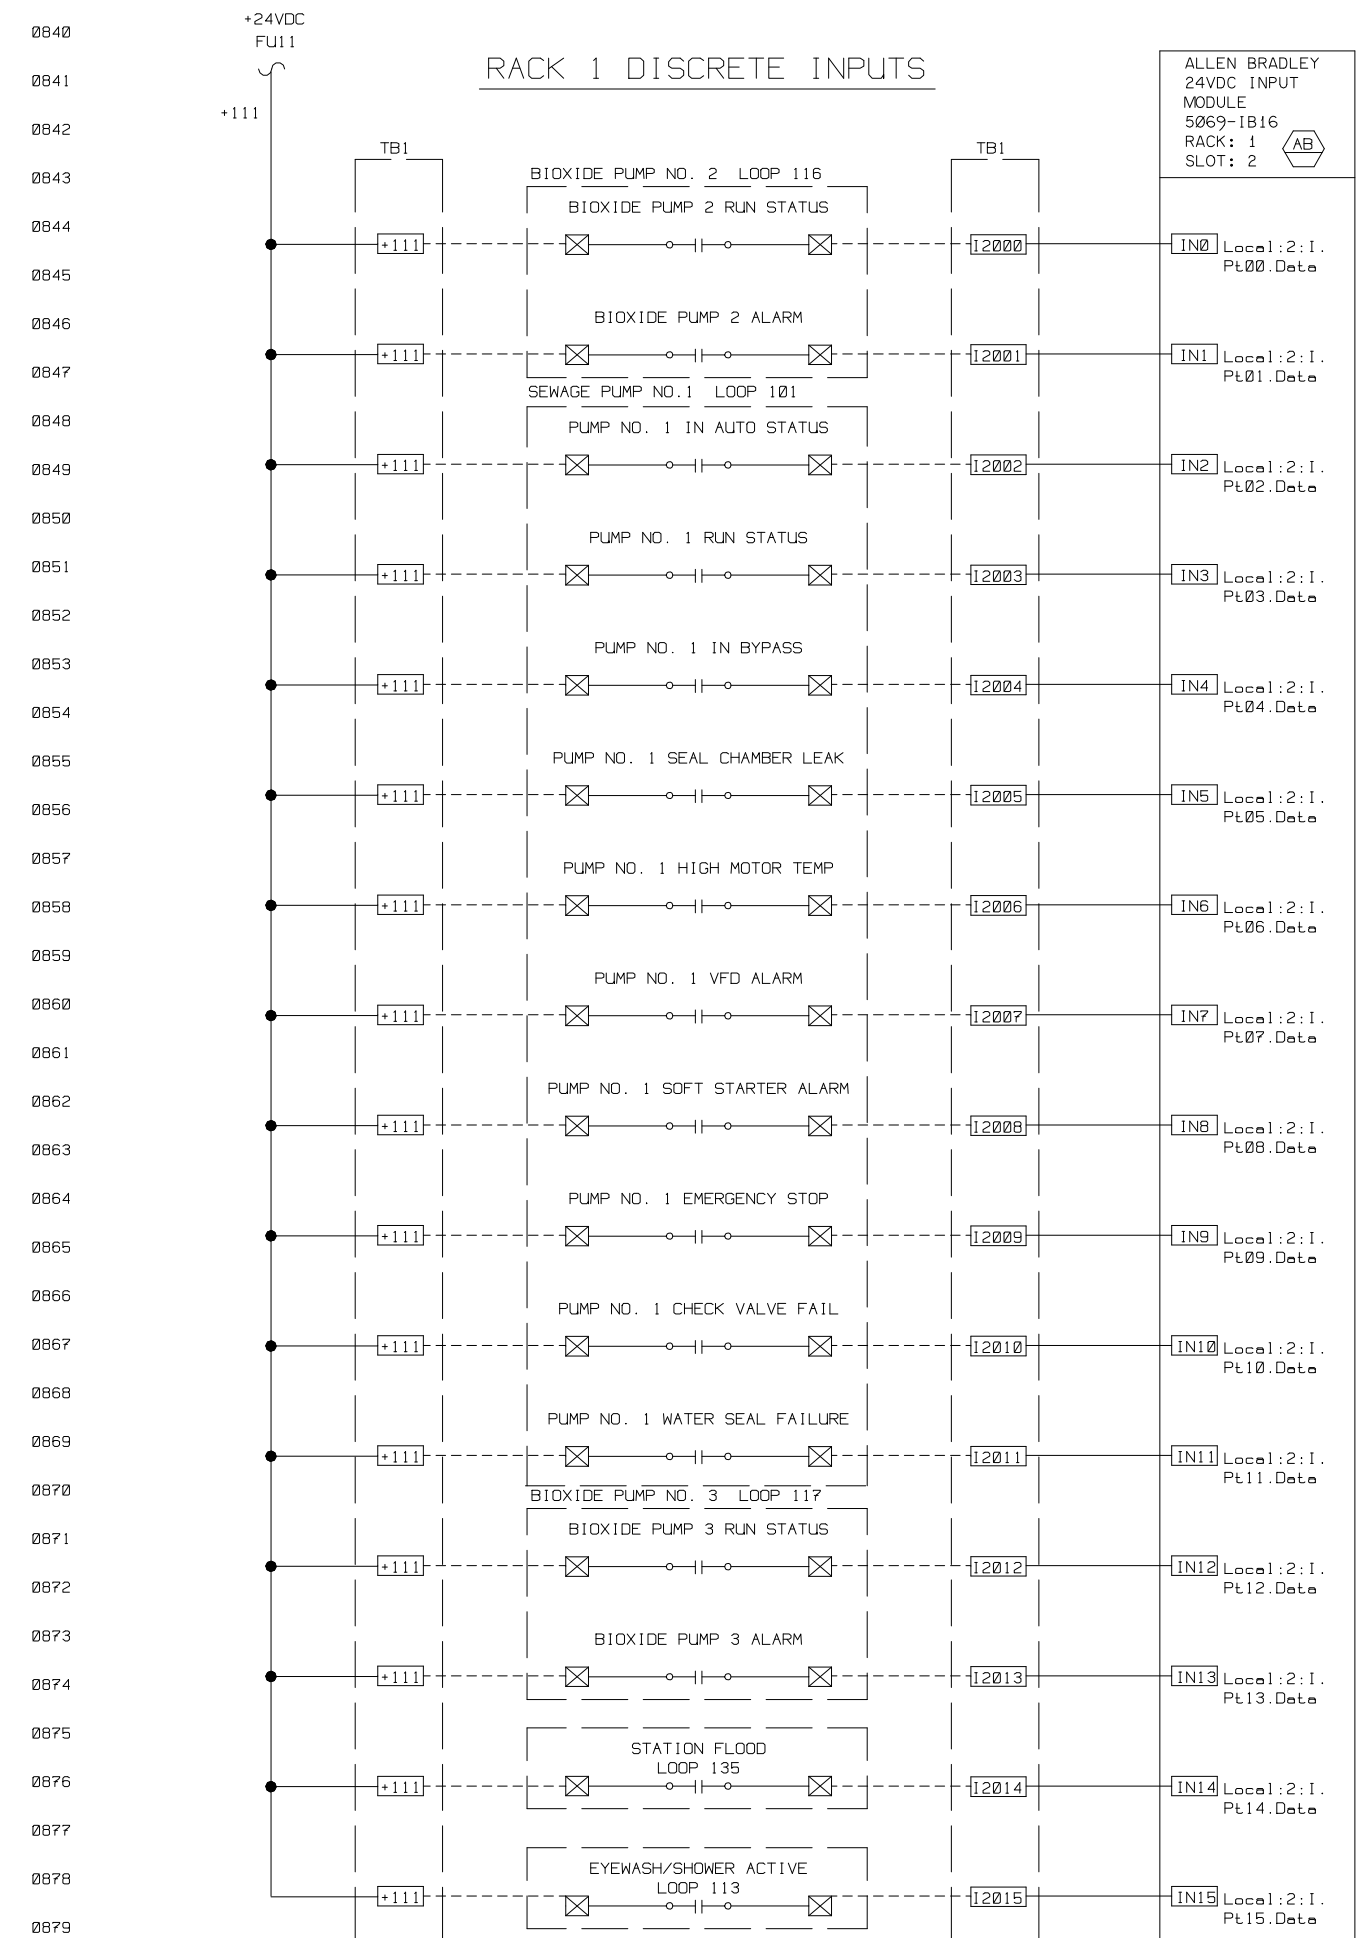 +24VDC
FU11
+111
RACK 1 DISCRETE INPUTS
ALLEN BRADLEY
24VDC INPUT
MODULE
5069-IB16
RACK: 1
SLOT: 2
AB
TB1
TB1
0840
0841
0842
0843
BIOXIDE PUMP NO. 2 LOOP 116
BIOXIDE PUMP 2 RUN STATUS
0844
+111 I2000 IN0 Local:2:I.
Pt00.Data
0845
0846
BIOXIDE PUMP 2 ALARM
+111 I2001 IN1 Local:2:I.
Pt01.Data
0847
SEWAGE PUMP NO.1 LOOP 101
0848
PUMP NO. 1 IN AUTO STATUS
0849
+111 I2002 IN2 Local:2:I.
Pt02.Data
0850
PUMP NO. 1 RUN STATUS
0851
+111 I2003 IN3 Local:2:I.
Pt03.Data
0852
0853
PUMP NO. 1 IN BYPASS
+111 I2004 IN4 Local:2:I.
Pt04.Data
0854
0855
PUMP NO. 1 SEAL CHAMBER LEAK
+111 I2005 IN5 Local:2:I.
Pt05.Data
0856
0857
PUMP NO. 1 HIGH MOTOR TEMP
0858
+111 I2006 IN6 Local:2:I.
Pt06.Data
0859
PUMP NO. 1 VFD ALARM
0860
+111 I2007 IN7 Local:2:I.
Pt07.Data
0861
0862
PUMP NO. 1 SOFT STARTER ALARM
+111 I2008 IN8 Local:2:I.
Pt08.Data
0863
0864
PUMP NO. 1 EMERGENCY STOP
+111 I2009 IN9 Local:2:I.
Pt09.Data
0865
0866
PUMP NO. 1 CHECK VALVE FAIL
0867
+111 I2010 IN10 Local:2:I.
Pt10.Data
0868
PUMP NO. 1 WATER SEAL FAILURE
0869
+111 I2011 IN11 Local:2:I.
Pt11.Data
0870
BIOXIDE PUMP NO. 3 LOOP 117
0871
BIOXIDE PUMP 3 RUN STATUS
+111 I2012 IN12 Local:2:I.
Pt12.Data
0872
0873
BIOXIDE PUMP 3 ALARM
0874
+111 I2013 IN13 Local:2:I.
Pt13.Data
0875
STATION FLOOD
LOOP 135
0876
+111 I2014 IN14 Local:2:I.
Pt14.Data
0877
0878
EYEWASH/SHOWER ACTIVE
LOOP 113
+111 I2015 IN15 Local:2:I.
Pt15.Data
0879